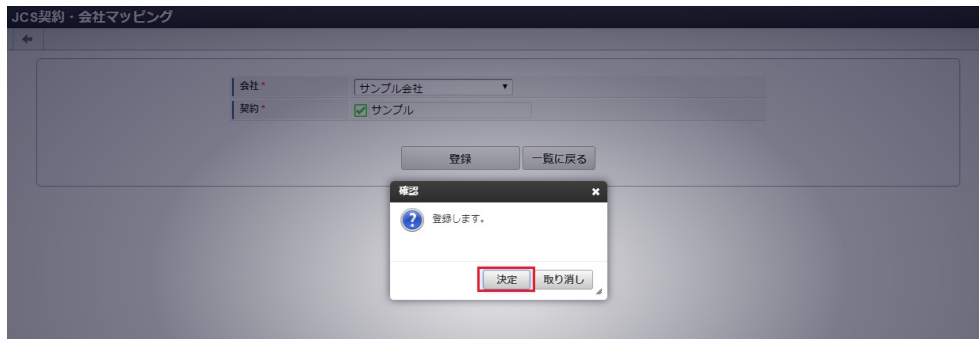 JCS契約・会社マッピング
会社*
サンプル会社
契約*
サンプル
登録 一覧に戻る
確認
登録します。
決定 取り消し